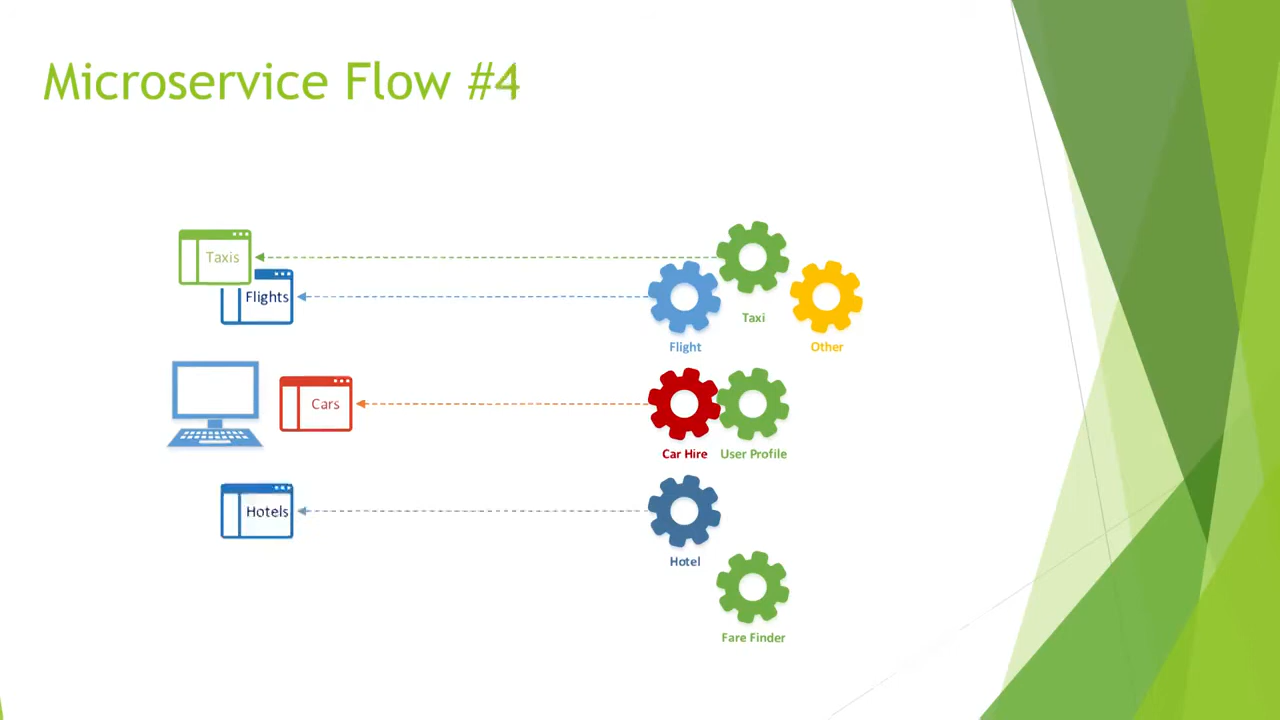 Microservice Flow #4
Taxis
Flights
Taxi
Flight
Other
Cars
Car Hire
User Profile
Hotels
Hotel
Fare Finder